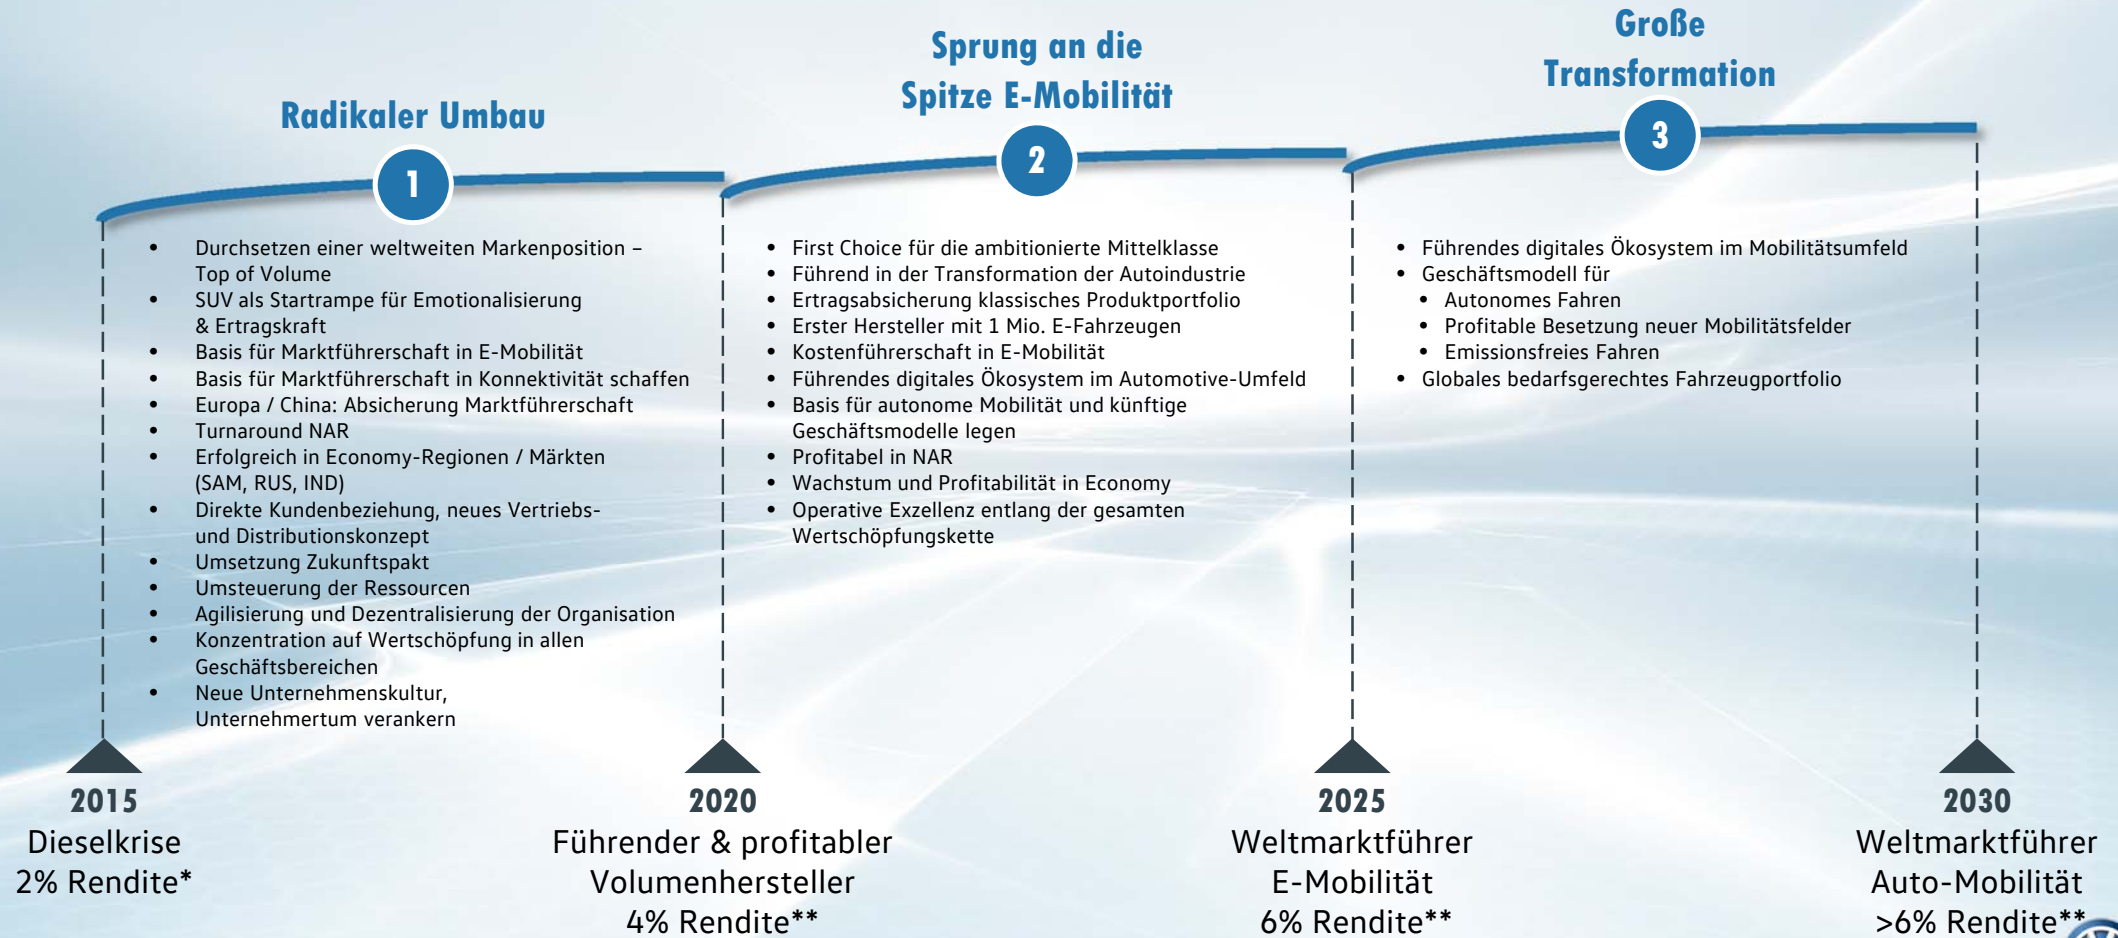 Radikaler Umbau
1
• Durchsetzen einer weltweiten Markenposition –
Top of Volume
• SUV als Startrampe für Emotionalisierung
& Ertragskraft
• Basis für Marktführerschaft in E-Mobilität
• Basis für Marktführerschaft in Konnektivität schaffen
• Europa / China: Absicherung Marktführerschaft
• Turnaround NAR
• Erfolgreich in Economy-Regionen / Märkten
(SAM, RUS, IND)
• Direkte Kundenbeziehung, neues Vertriebs-
und Distributionskonzept
• Umsetzung Zukunftspakt
• Umsteuerung der Ressourcen
• Agilisierung und Dezentralisierung der Organisation
• Konzentration auf Wertschöpfung in allen
Geschäftsbereichen
• Neue Unternehmenskultur,
Unternehmertum verankern
Sprung an die
Spitze E-Mobilität
2
• First Choice für die ambitionierte Mittelklasse
• Führend in der Transformation der Autoindustrie
• Ertragsabsicherung klassisches Produktportfolio
• Erster Hersteller mit 1 Mio. E-Fahrzeugen
• Kostenführerschaft in E-Mobilität
• Führendes digitales Ökosystem im Automotive-Umfeld
• Basis für autonome Mobilität und künftige
Geschäftsmodelle legen
• Profitabel in NAR
• Wachstum und Profitabilität in Economy
• Operative Exzellenz entlang der gesamten
Wertschöpfungskette
Große
Transformation
3
• Führendes digitales Ökosystem im Mobilitätsumfeld
• Geschäftsmodell für
• Autonomes Fahren
• Profitable Besetzung neuer Mobilitätsfelder
• Emissionsfreies Fahren
• Globales bedarfsgerechtes Fahrzeugportfolio
2015
Dieselkrise
2% Rendite*
2020
Führender & profitabler
Volumenhersteller
4% Rendite**
2025
Weltmarktführer
E-Mobilität
6% Rendite**
2030
Weltmarktführer
Auto-Mobilität
>6% Rendite**